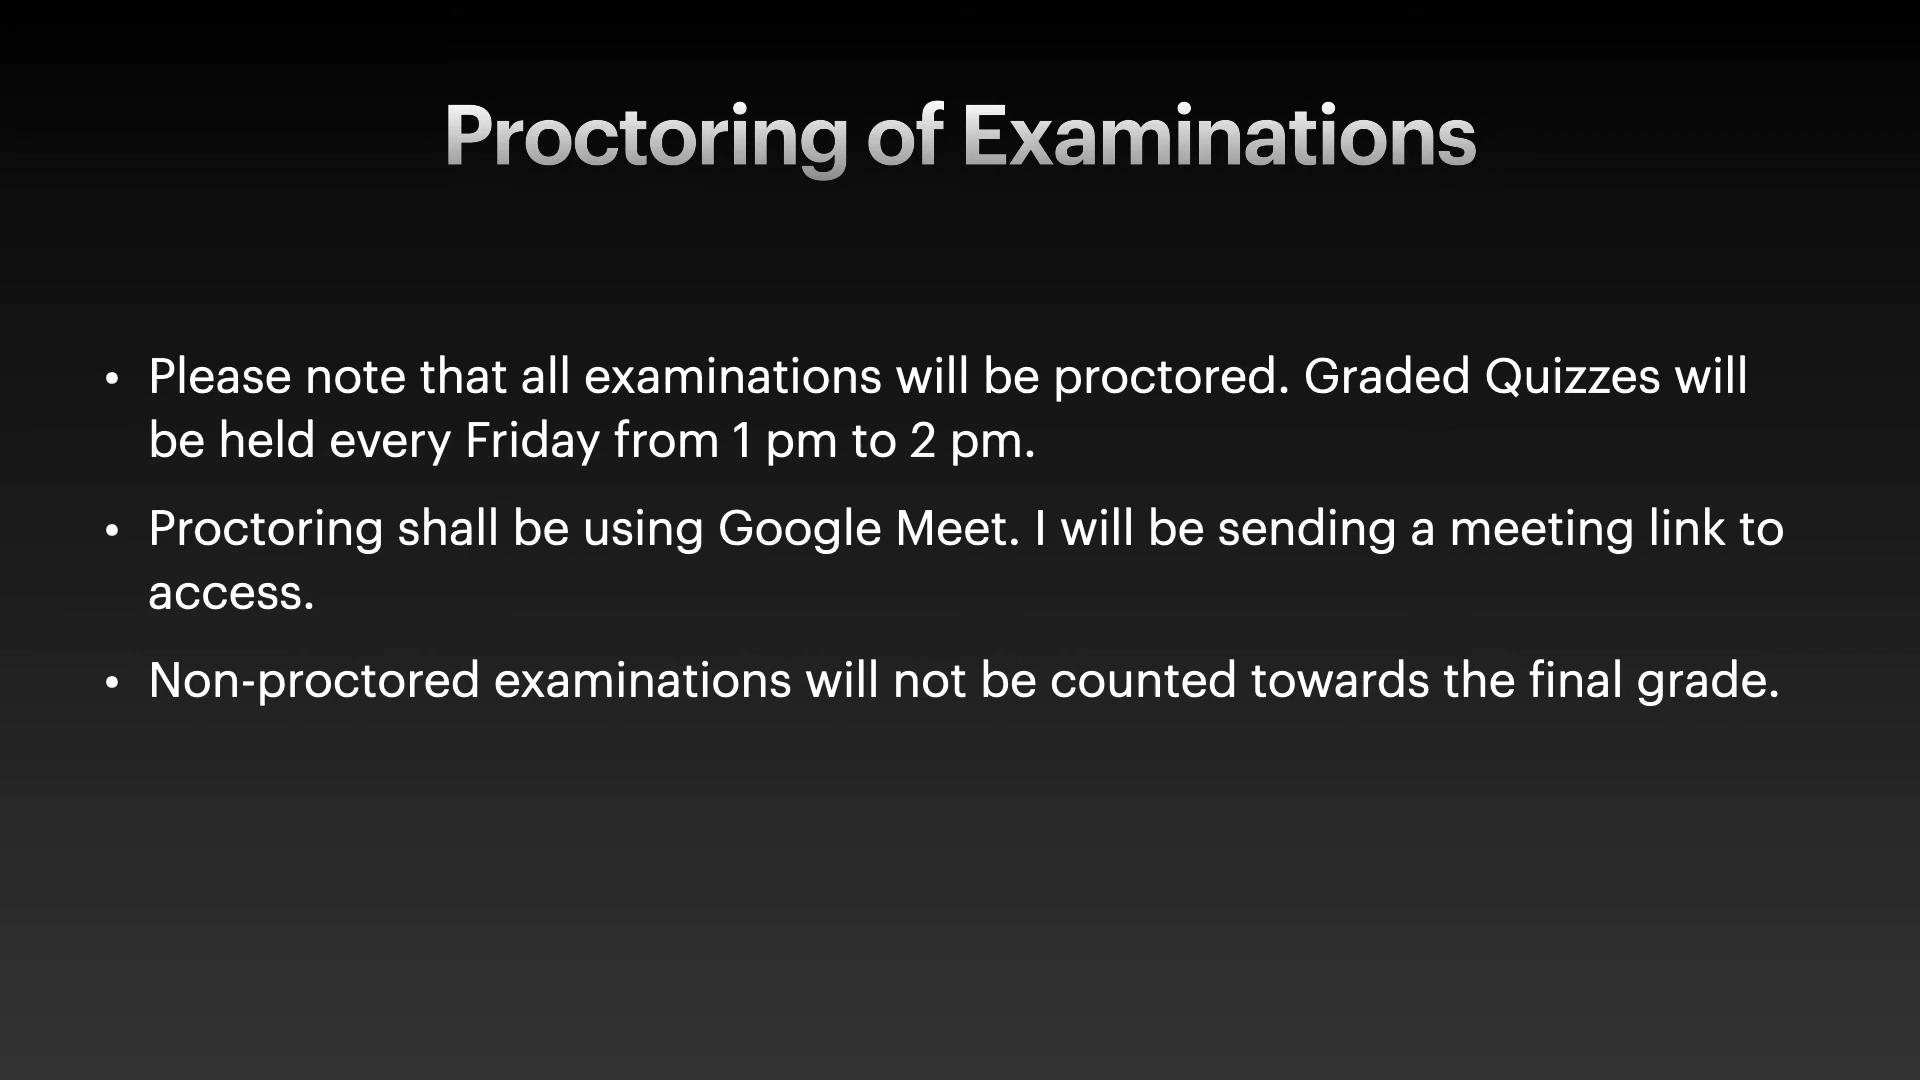 Proctoring of Examinations
• Please note that all examinations will be proctored. Graded Quizzes will
be held every Friday from 1 pm to 2 pm.
• Proctoring shall be using Google Meet. I will be sending a meeting link to
access.
• Non-proctored examinations will not be counted towards the final grade.